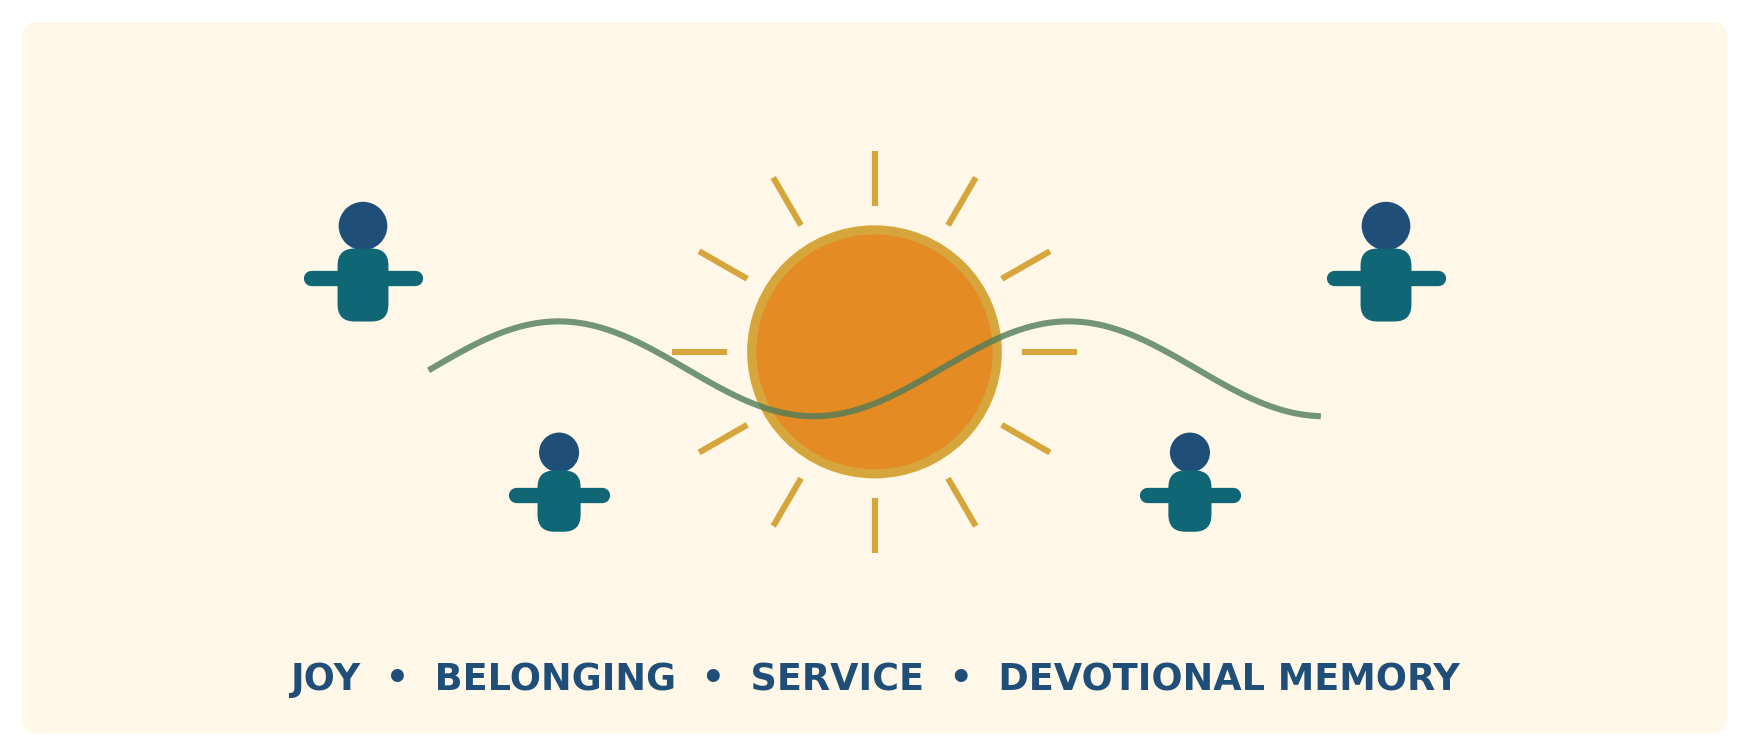 JOY • BELONGING • SERVICE • DEVOTIONAL MEMORY